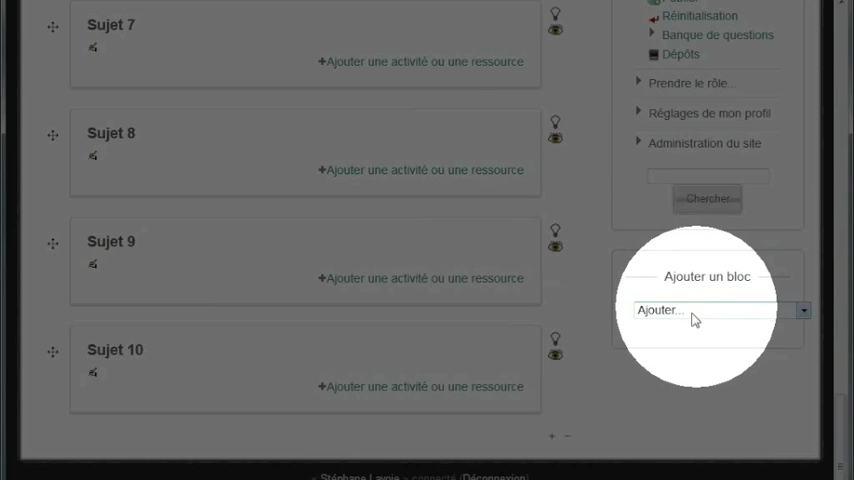 Sujet 7
+Ajouter une activité ou une ressource
Sujet 8
+Ajouter une activité ou une ressource
Sujet 9
+Ajouter une activité ou une ressource
Sujet 10
+Ajouter une activité ou une ressource
Publier
Réinitialisation
Banque de questions
Dépôts
Prendre le rôle...
Réglages de mon profil
Administration du site
Chercher
Ajouter un bloc
Ajouter...
« Stéphane Lavoie » connecté (Déconnexion)